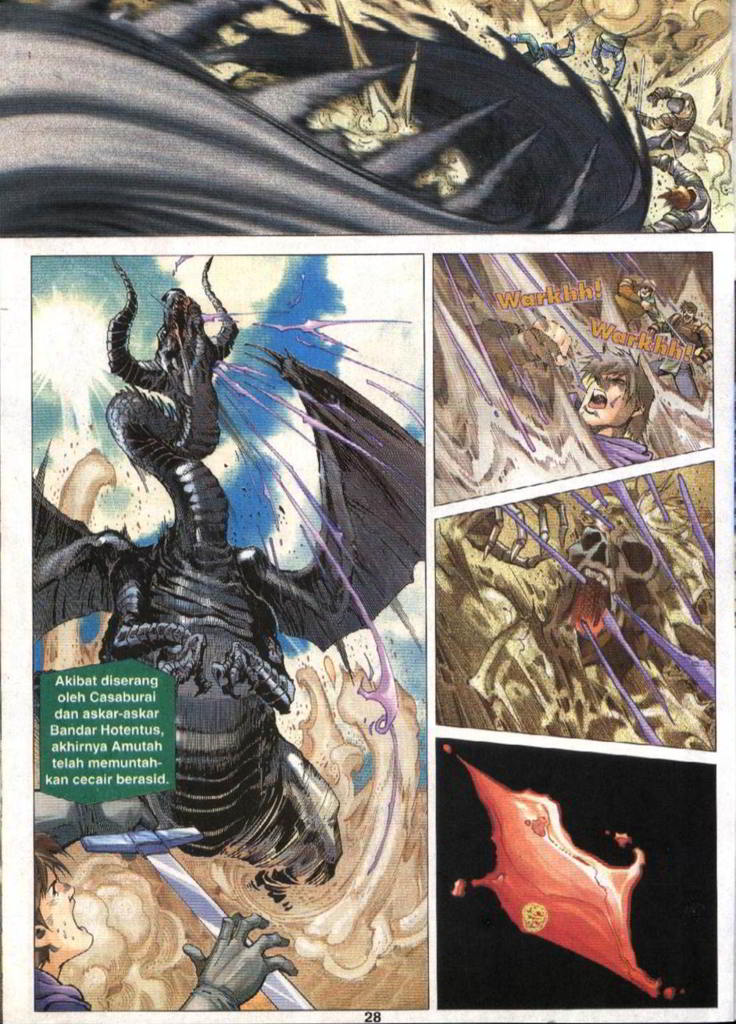 Warkhh!
Warkhh!
Akibat diserang
oleh Casaburai
dan askar-askar
Bandar Hotentus,
akhirnya Amutah
telah memuntah-
kan cecair berasid.
28